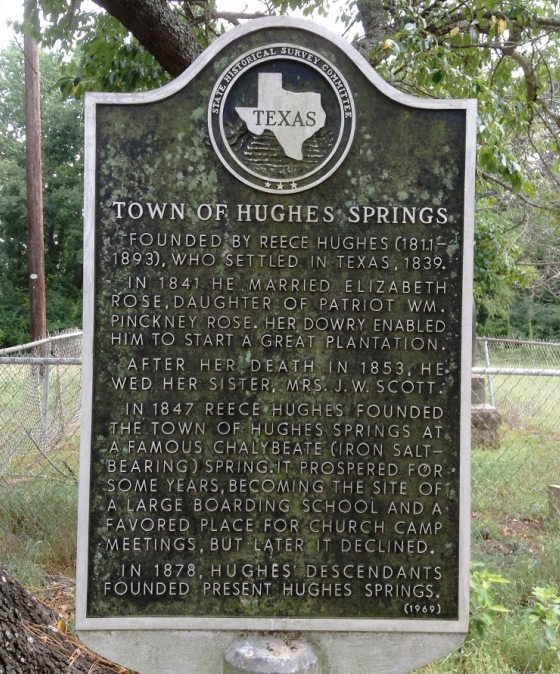 STATE HISTORICAL SURVEY COMMITTEE
TEXAS
TOWN OF HUGHES SPRINGS
FOUNDED BY REECE HUGHES (1811-
1893), WHO SETTLED IN TEXAS, 1839.
IN 1841 HE MARRIED ELIZABETH
ROSE, DAUGHTER OF PATRIOT WM.
PINCKNEY ROSE. HER DOWRY ENABLED
HIM TO START A GREAT PLANTATION.
AFTER HER DEATH IN 1853, HE
WED HER SISTER, MRS. J. W. SCOTT.
IN 1847 REECE HUGHES FOUNDED
THE TOWN OF HUGHES SPRINGS AT
A FAMOUS CHALYBEATE (IRON SALT-
BEARING) SPRING. IT PROSPERED FOR
SOME YEARS, BECOMING THE SITE OF
A LARGE BOARDING SCHOOL AND A
FAVORED PLACE FOR CHURCH CAMP
MEETINGS, BUT LATER IT DECLINED.
IN 1878, HUGHES' DESCENDANTS
FOUNDED PRESENT HUGHES SPRINGS.
(1969)